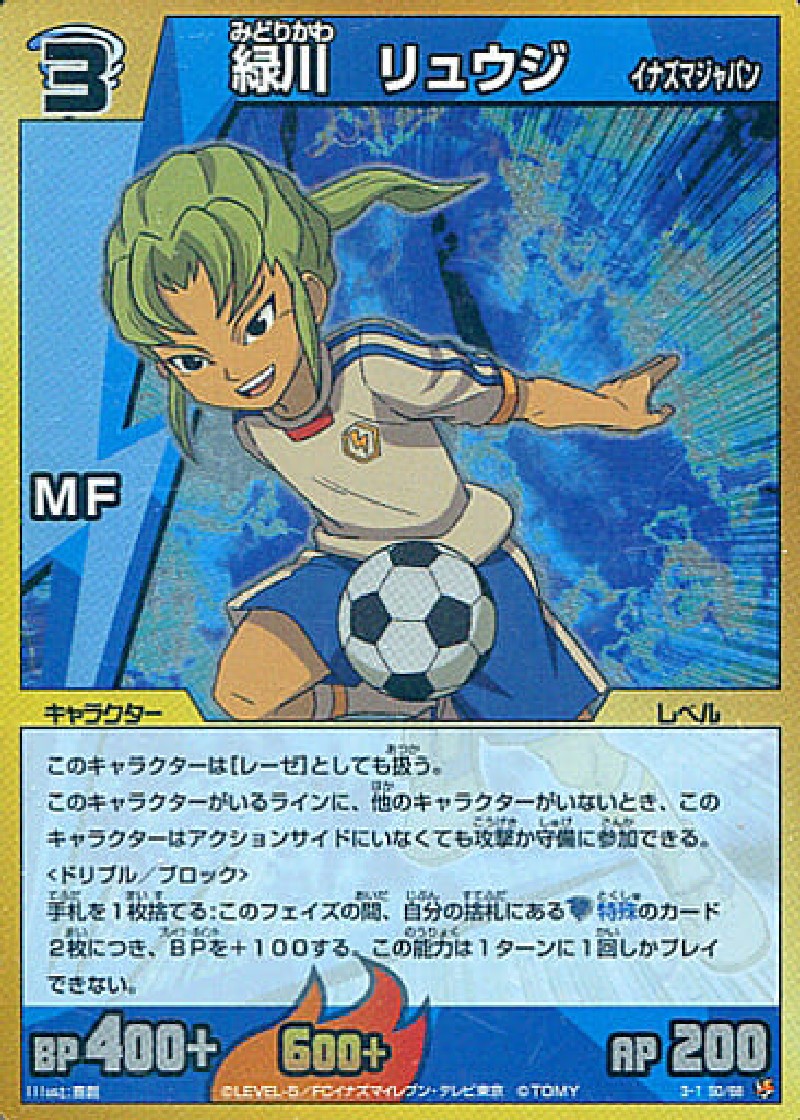 3
みどりかわ
緑川 リュウジ イナズマジャパン
MF
キャラクター レベル
このキャラクターは[レーゼ]としても扱う。
このキャラクターがいるラインに、他のキャラクターがいないとき、この
キャラクターはアクションサイドにいなくても攻撃か守備に参加できる。
<ドリブル/ブロック>
手札を1枚捨てる:このフェイズの間、自分の捨札にある 特殊のカード
2枚につき、BPを+100する。この能力は1ターンに1回しかプレイ
できない。
BP 400+ 600+ AP 200
©LEVEL-5/FCイナズマイレブン・テレビ東京 ©TOMY